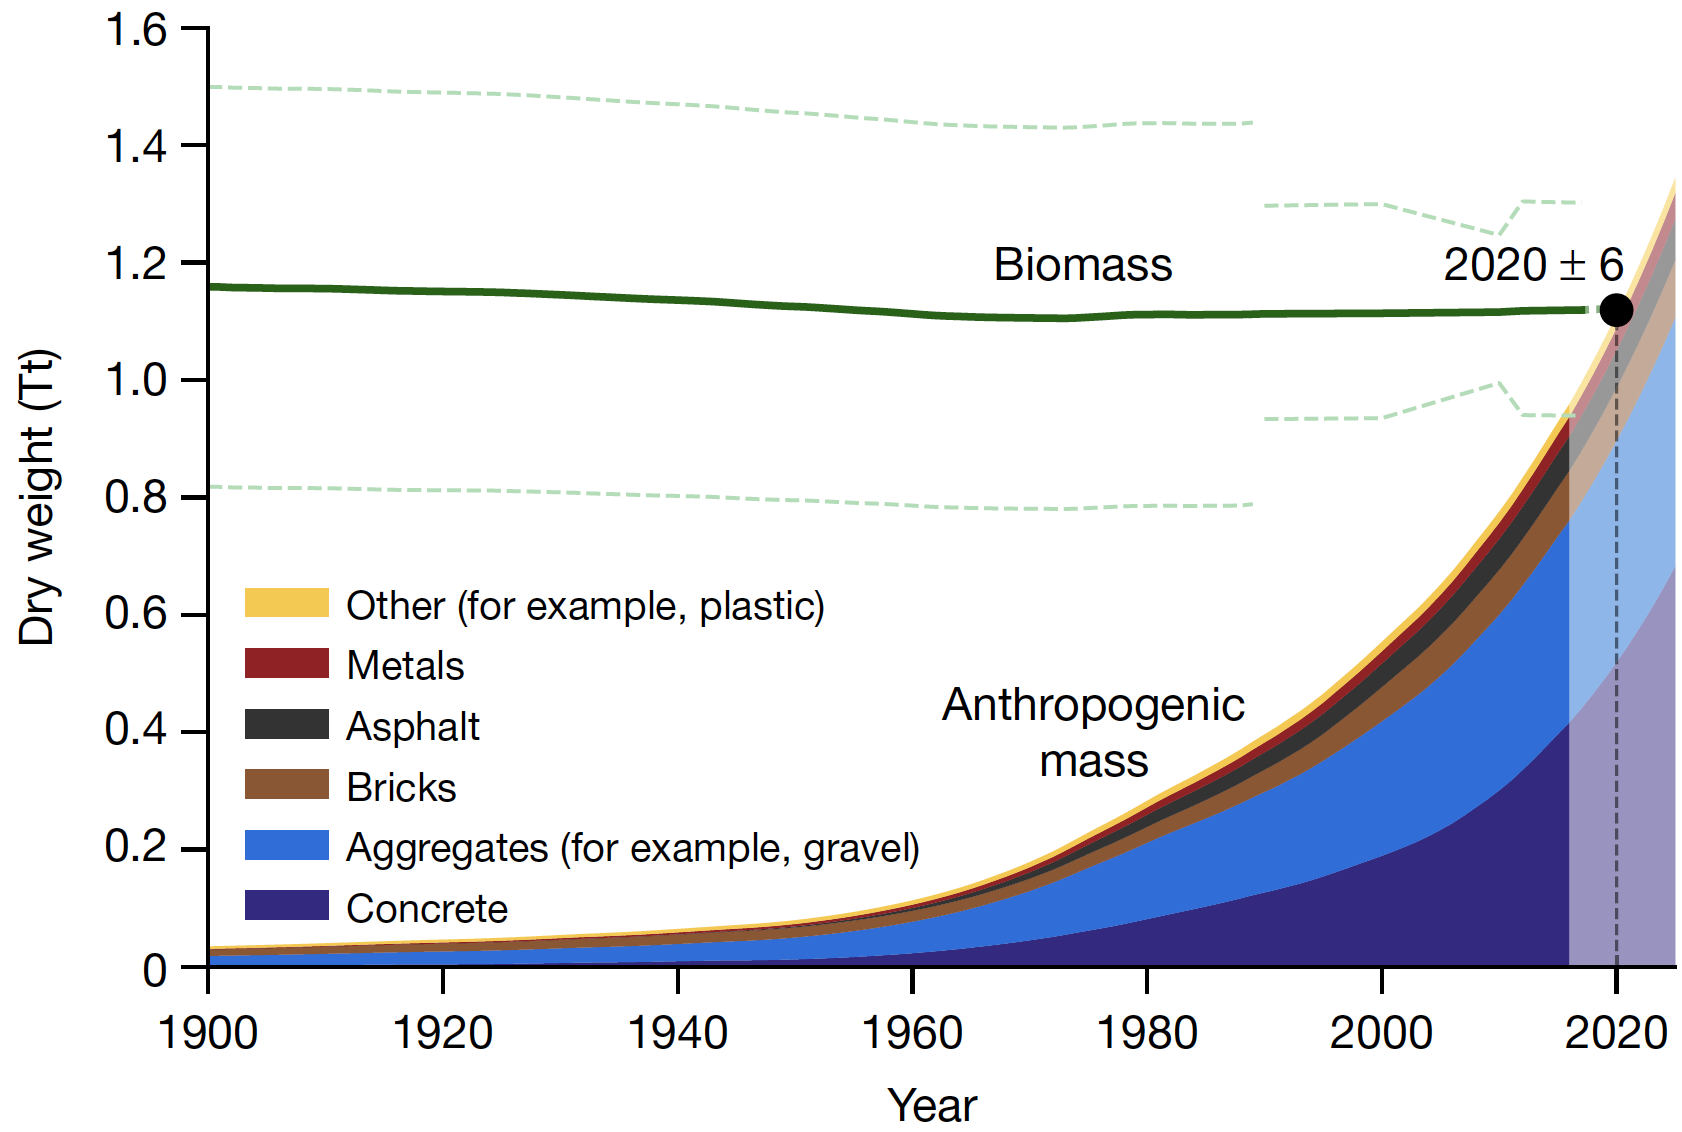 1.6
1.4
1.2
1.0
0.8
0.6
0.4
0.2
0
Dry weight (Tt)
Biomass
2020 ± 6
Anthropogenic
mass
Other (for example, plastic)
Metals
Asphalt
Bricks
Aggregates (for example, gravel)
Concrete
1900 1920 1940 1960 1980 2000 2020
Year